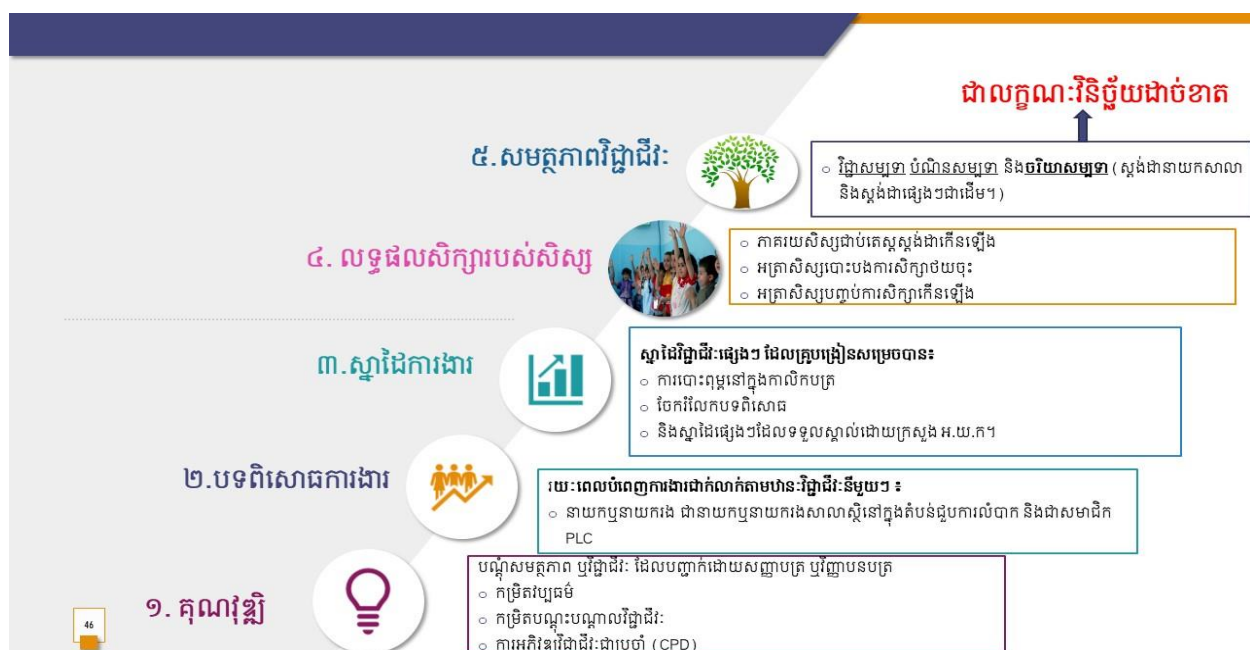 ជាលក្ខណៈវិនិច្ឆ័យដាច់ខាត
៥.សមត្ថភាពវិជ្ជាជីវៈ
○ វិជ្ជាសម្បទា បំណិនសម្បទា និងចរិយាសម្បទា (ស្តង់ដានាយកសាលា
និងស្តង់ដាផ្សេងៗជាដើម។)
៤. លទ្ធផលសិក្សារបស់សិស្ស
○ ភាគរយសិស្សជាប់តេស្តស្តង់ដាកើនឡើង
○ អត្រាសិស្សបោះបងការសិក្សាថយចុះ
○ អត្រាសិស្សបញ្ចប់ការសិក្សាកើនឡើង
៣.ស្នាដៃការងារ
ស្នាដៃវិជ្ជាជីវៈផ្សេងៗ ដែលគ្រូបង្រៀនសម្រេចបាន៖
○ ការបោះពុម្ពនៅក្នុងកាលិកបត្រ
○ ចែករំលែកបទពិសោធ
○ និងស្នាដៃផ្សេងៗដែលទទួលស្គាល់ដោយក្រសួង អ.យ.ក។
២.បទពិសោធការងារ
រយៈពេលបំពេញការងារជាក់លាក់តាមឋានៈវិជ្ជាជីវៈនីមួយៗ ៖
○ នាយកឬនាយករង ជានាយកឬនាយករងសាលាស្ថិនៅក្នុងតំបន់ជួបការលំបាក និងជាសមាជិក
PLC
១. គុណវុឌ្ឍិ
បណ្តុំសមត្ថភាព ឬវិជ្ជាជីវៈ ដែលបញ្ជាក់ដោយសញ្ញាបត្រ ឬវិញ្ញាបនបត្រ
○ កម្រិតវប្បធម៌
○ កម្រិតបណ្តុះបណ្តាលវិជ្ជាជីវៈ
○ ការអភិវឌ្ឍវិជ្ជាជីវៈជាប្រចាំ (CPD)
46